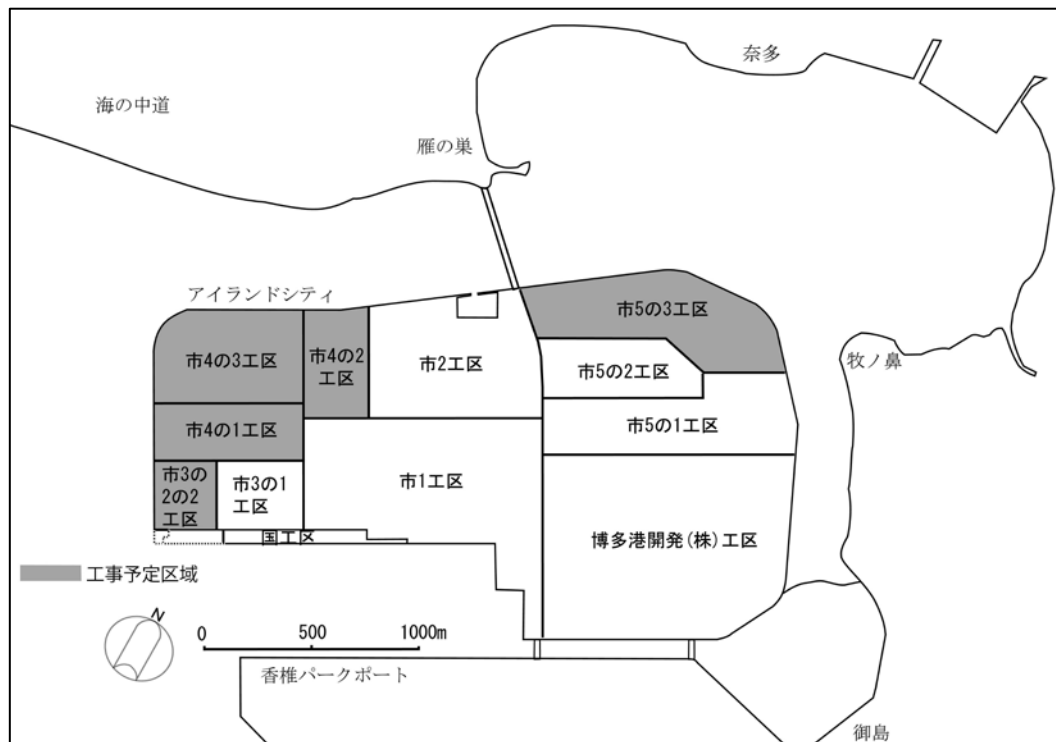 奈多
海の中道
雁の巣
アイランドシティ
市5の3工区
市4の3工区
市4の2
工区
市2工区
市5の2工区
牧ノ鼻
市4の1工区
市5の1工区
市3の
2の2
工区
市3の1
工区
市1工区
国工区
博多港開発(株)工区
工事予定区域
N
0 500 1000m
香椎パークポート
御島